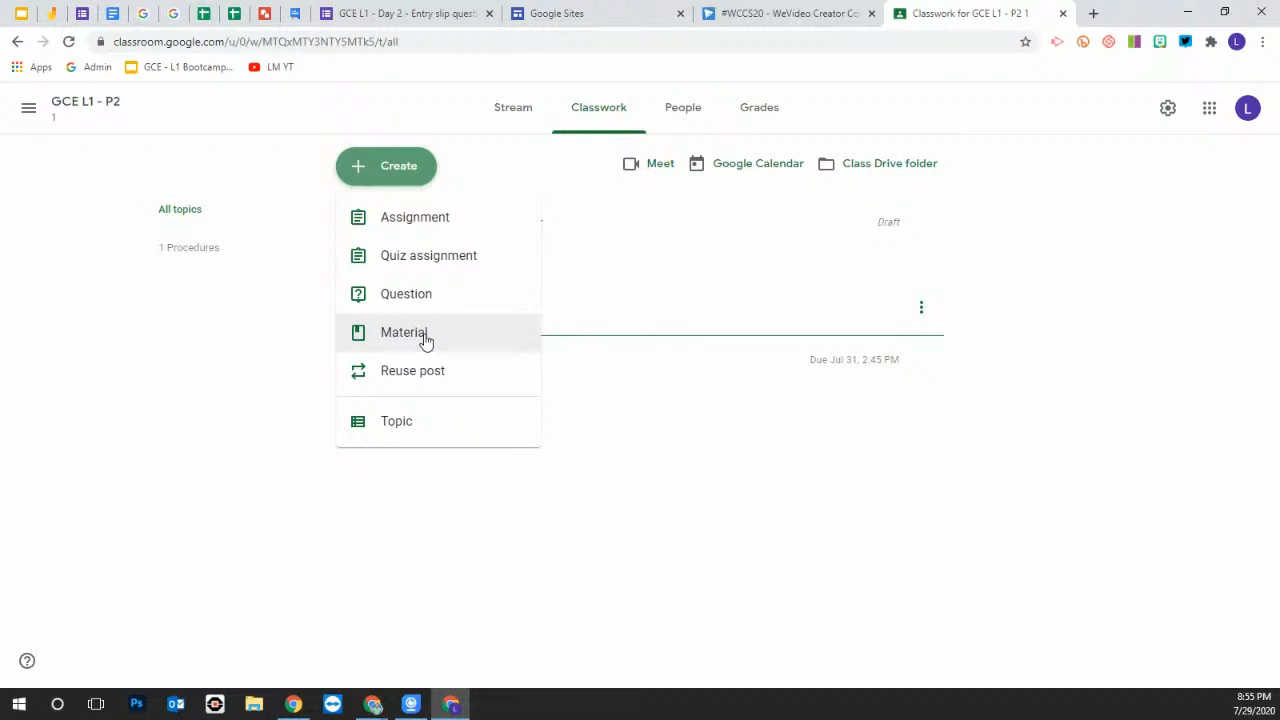 GCE L1 - Day 2 - Entry slip quest
Google Sites
#WCCS20 - WeVideo Creator Co
Classwork for GCE L1 - P2 1
classroom.google.com/u/0/w/MTQxMTY3NTY5MTk5/t/all
L
Apps
Admin
GCE - L1 Bootcamp...
LM YT
GCE L1 - P2
1
Stream
Classwork
People
Grades
L
Create
Meet
Google Calendar
Class Drive folder
All topics
Assignment
Draft
1 Procedures
Quiz assignment
Question
Material
Due Jul 31, 2:45 PM
Reuse post
Topic
8:55 PM
7/29/2020